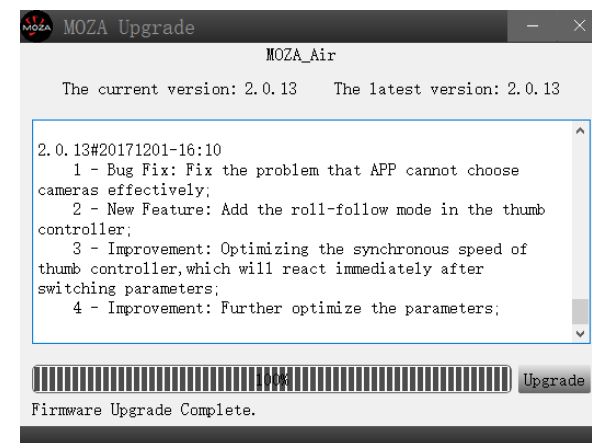 MOZA
MOZA Upgrade
MOZA_Air
The current version: 2.0.13 The latest version: 2.0.13
2.0.13#20171201-16:10
1 - Bug Fix: Fix the problem that APP cannot choose
cameras effectively;
2 - New Feature: Add the roll-follow mode in the thumb
controller;
3 - Improvement: Optimizing the synchronous speed of
thumb controller,which will react immediately after
switching parameters;
4 - Improvement: Further optimize the parameters;
100%
Upgrade
Firmware Upgrade Complete.